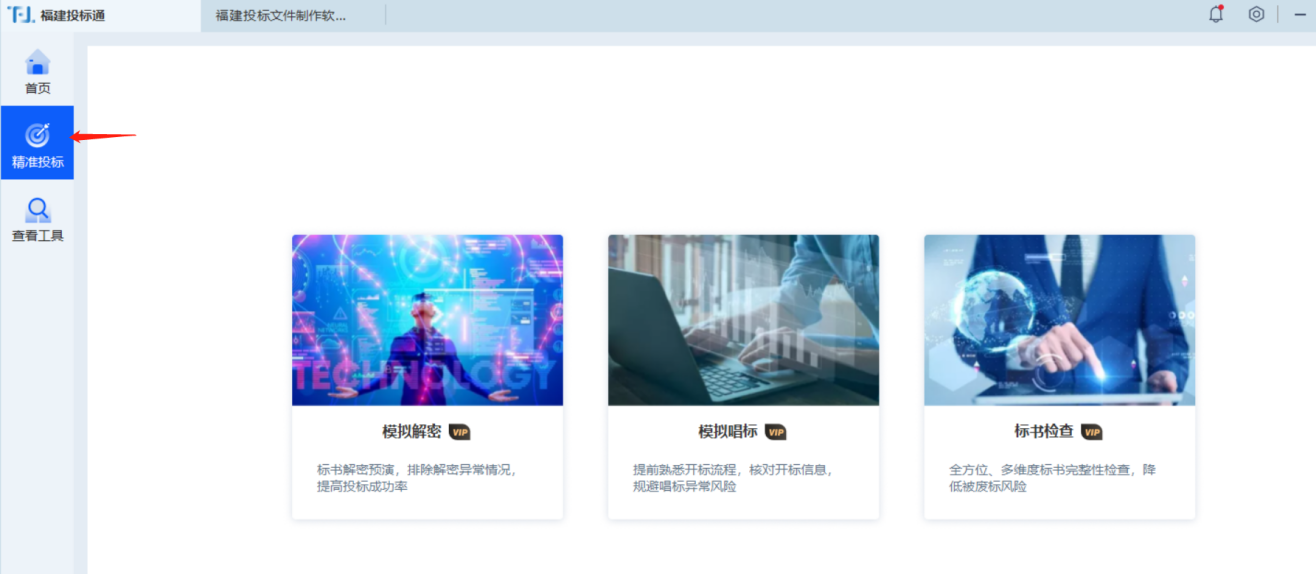 福建投标通
福建投标文件制作软...
首页
精准投标
查看工具
TECHNOLOGY
模拟解密 VIP
标书解密预演，排除解密异常情况，
提高投标成功率
模拟唱标 VIP
提前熟悉开标流程，核对开标信息，
规避唱标异常风险
标书检查 VIP
全方位、多维度标书完整性检查，降
低被废标风险